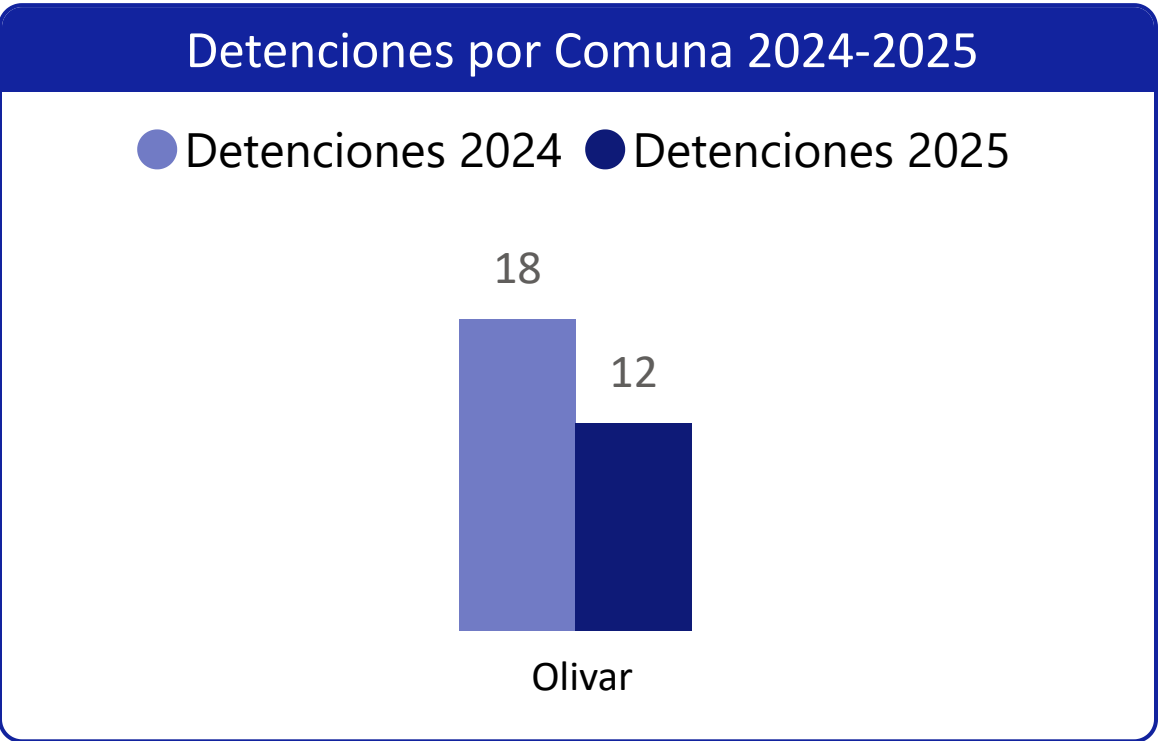 Detenciones por Comuna 2024-2025
Detenciones 2024 Detenciones 2025
18
12
Olivar